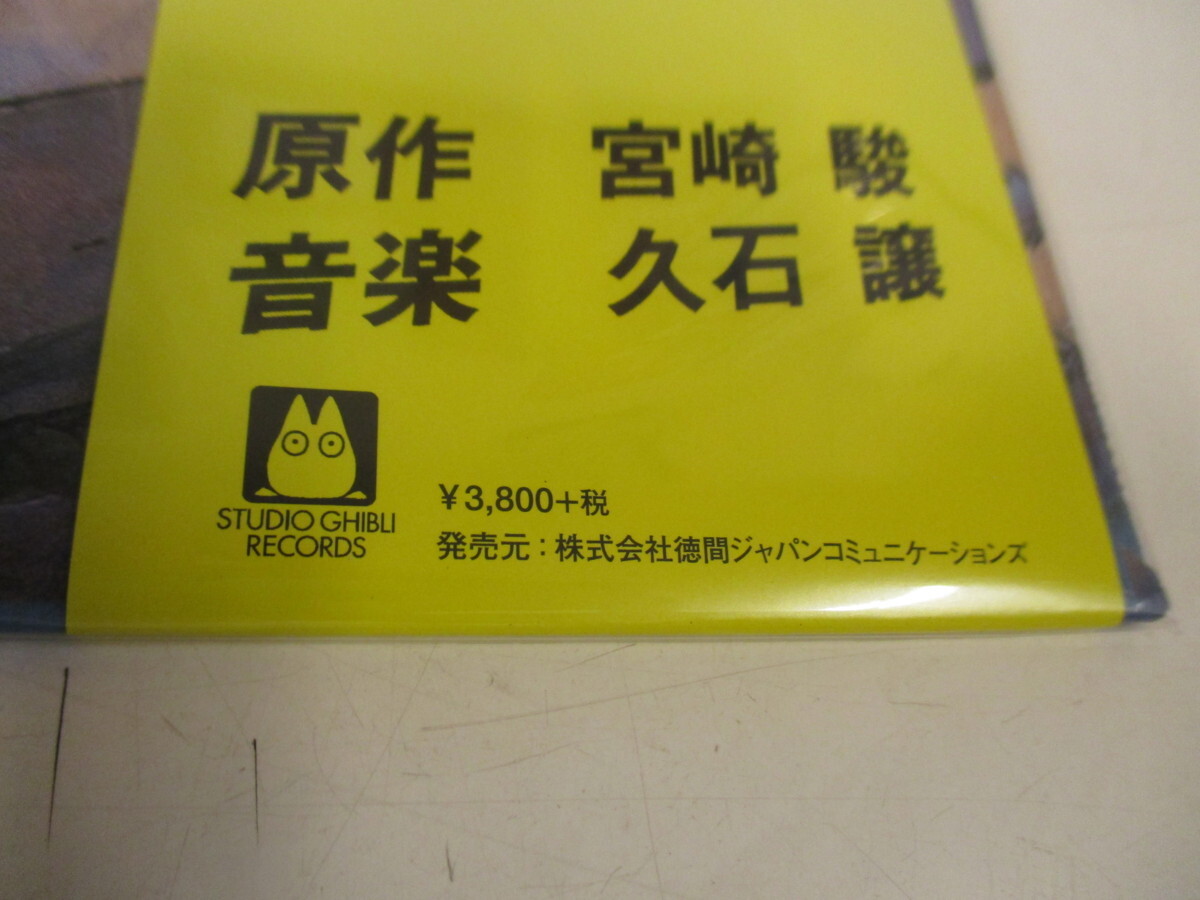 原作 宮崎 駿
音楽 久石 譲
STUDIO GHIBLI
RECORDS
¥3,800+税
発売元:株式会社徳間ジャパンコミュニケーションズ